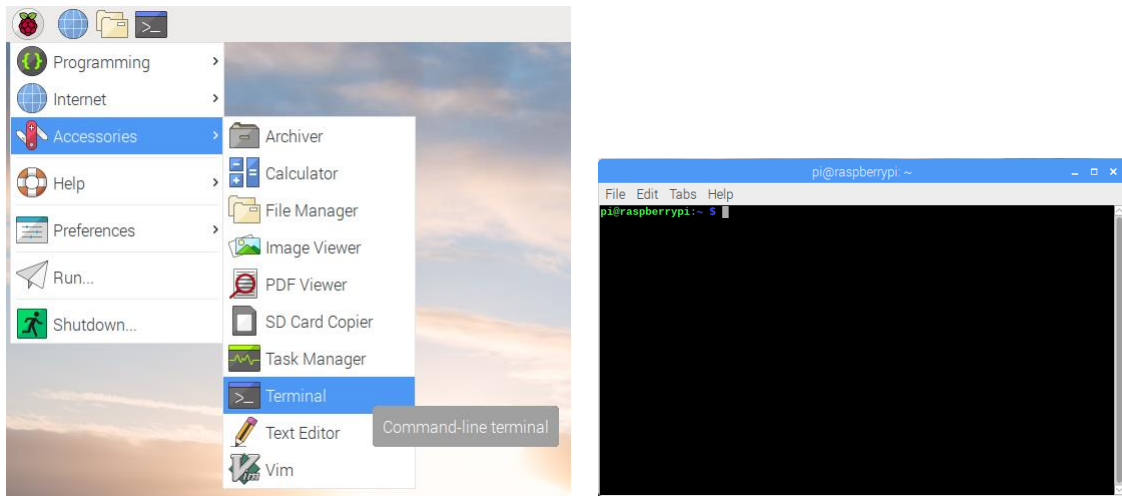 Programming
Internet
Accessories
Help
Preferences
Run...
Shutdown...
Archiver
Calculator
File Manager
Image Viewer
PDF Viewer
SD Card Copier
Task Manager
Terminal
Command-line terminal
Text Editor
Vim
pi@raspberrypi: ~
File Edit Tabs Help
pi@raspberrypi:~ $